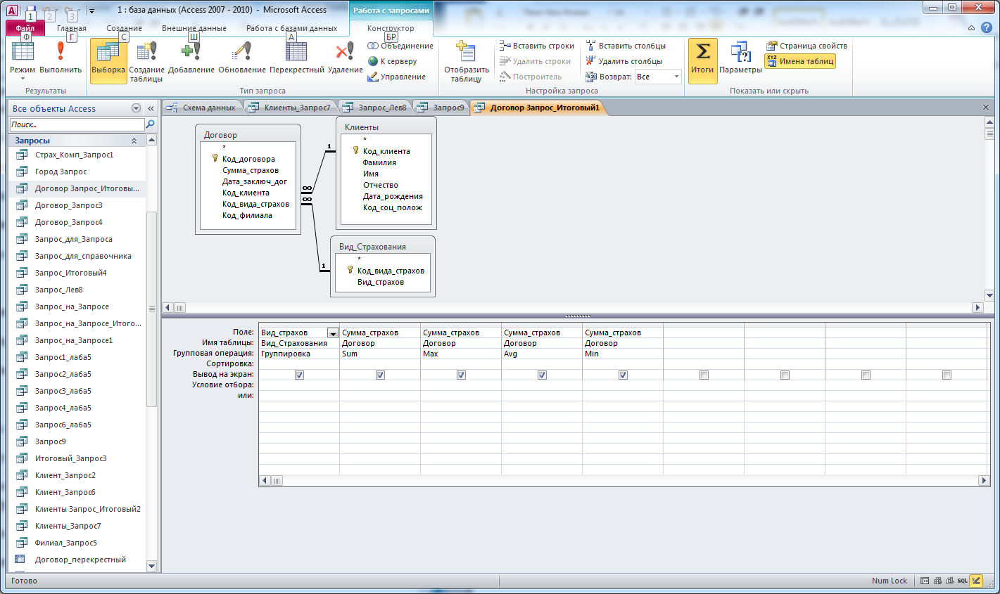 1 : база данных (Access 2007 - 2010) - Microsoft Access
Работа с запросами
1 2 3
Файл Главная Создание Внешние данные Работа с базами данных Конструктор
Ф Г С Ш А БР
Режим Выполнить
Результаты
Выборка Создание таблицы Добавление Обновление Перекрестный Удаление
Объединение
К серверу
Управление
Тип запроса
Отобразить таблицу
Вставить строки
Удалить строки
Построитель
Вставить столбцы
Удалить столбцы
Возврат: Все
Настройка запроса
Итоги Параметры
Страница свойств
XYZ Имена таблиц
Показать или скрыть
Все объекты Access
Поиск...
Запросы
Страх_Комп_Запрос1
Город Запрос
Договор Запрос_Итоговы...
Договор_Запрос3
Договор_Запрос4
Запрос_для_Запроса
Запрос_для_справочника
Запрос_Итоговый4
Запрос_Лев8
Запрос_на_Запросе
Запрос_на_Запросе_Итого...
Запрос_на_Запросе1
Запрос1_лаба5
Запрос2_лаба5
Запрос3_лаба5
Запрос4_лаба5
Запрос6_лаба5
Запрос9
Итоговый_Запрос3
Клиент_Запрос2
Клиент_Запрос6
Клиенты Запрос_Итоговый2
Клиенты_Запрос7
Филиал_Запрос5
Договор_перекрестный
Схема данных Клиенты_Запрос7 Запрос_Лев8 Запрос9 Договор Запрос_Итоговый1
Договор
*
Код_договора
Сумма_страхов
Дата_заключ_дог
Код_клиента
Код_вида_страхов
Код_филиала
∞
∞
1
1
Клиенты
*
Код_клиента
Фамилия
Имя
Отчество
Дата_рождения
Код_соц_полож
Вид_Страхования
*
Код_вида_страхов
Вид_страхов
Поле: Вид_страхов Сумма_страхов Сумма_страхов Сумма_страхов Сумма_страхов
Имя таблицы: Вид_Страхования Договор Договор Договор Договор
Групповая операция: Группировка Sum Max Avg Min
Сортировка:
Вывод на экран:
Условие отбора:
или:
Готово
Num Lock
SQL